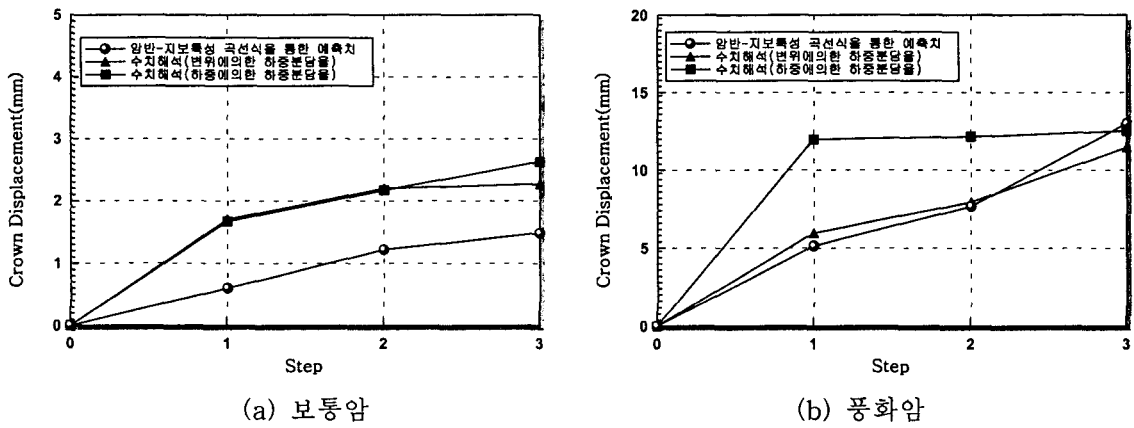 5
4
3
2
1
0
Crown Displacement(mm)
암반-지보특성 곡선식을 통한 예측치
수치해석(변위에의한 하중분담율)
수치해석(하중에의한 하중분담율)
0 1 2 3
Step
(a) 보통암
20
15
10
5
0
Crown Displacement(mm)
암반-지보특성 곡선식을 통한 예측치
수치해석(변위에의한 하중분담율)
수치해석(하중에의한 하중분담율)
0 1 2 3
Step
(b) 풍화암